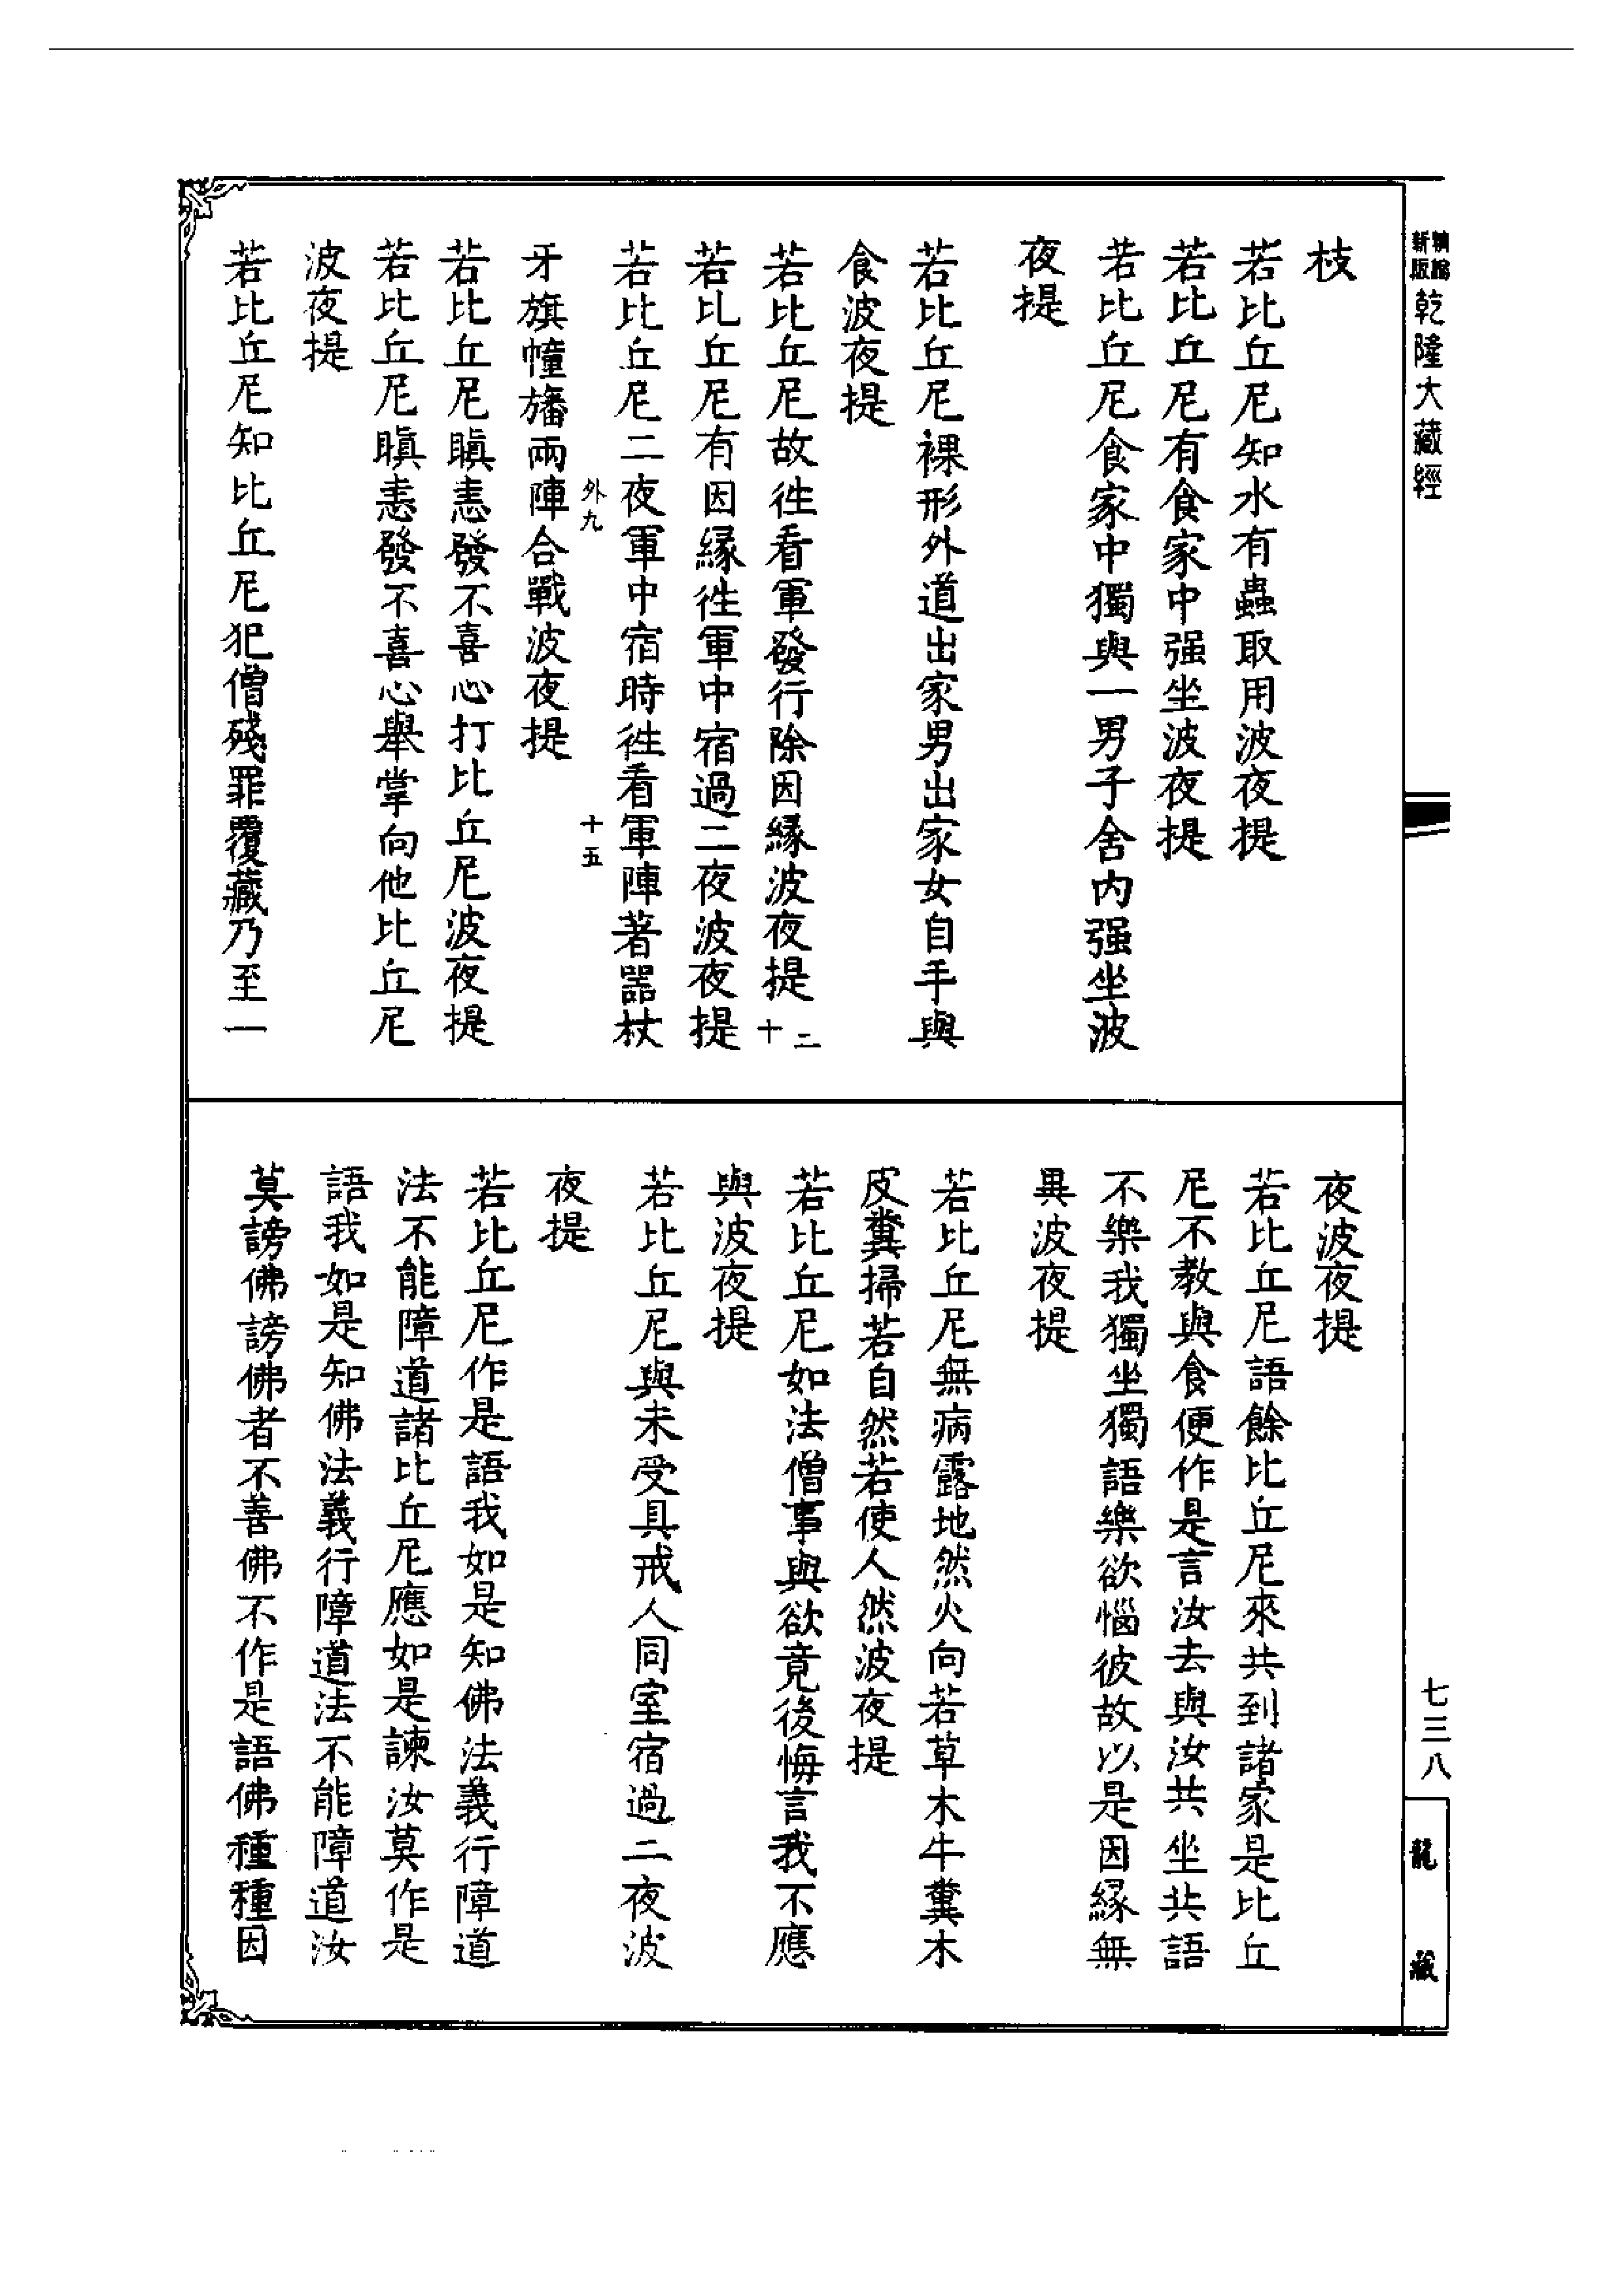 新版
精縮
乾隆大藏經
枝
若比丘尼知水有蟲取用波夜提
若比丘尼有食家中强坐波夜提
若比丘尼食家中獨與一男子舍内强坐波
夜提
若比丘尼裸形外道出家男出家女自手與
食波夜提
若比丘尼故徃看軍發行除因縁波夜提二十
若比丘尼有因縁徃軍中宿過二夜波夜提
若比丘尼二夜軍中宿時徃看軍陣著器杖
外九
十五
牙旗幢旛兩陣合戰波夜提
若比丘尼瞋恚發不喜心打比丘尼波夜提
若比丘尼瞋恚發不喜心舉掌向他比丘尼
波夜提
若比丘尼知比丘尼犯僧殘罪覆藏乃至一
夜波夜提
若比丘尼語餘比丘尼來共到諸家是比丘
尼不教與食便作是言汝去與汝共坐共語
不樂我獨坐獨語樂欲惱彼故以是因縁無
異波夜提
若比丘尼無病露地然火向若草木牛糞木
皮糞掃若自然若使人然波夜提
若比丘尼如法僧事與欲竟後悔言我不應
與波夜提
若比丘尼與未受具戒人同室宿過二夜波
夜提
若比丘尼作是語我如是知佛法義行障道
法不能障道諸比丘尼應如是諫汝莫作是
語我如是知佛法義行障道法不能障道汝
莫謗佛謗佛者不善佛不作是語佛種種因
七三八
龍藏